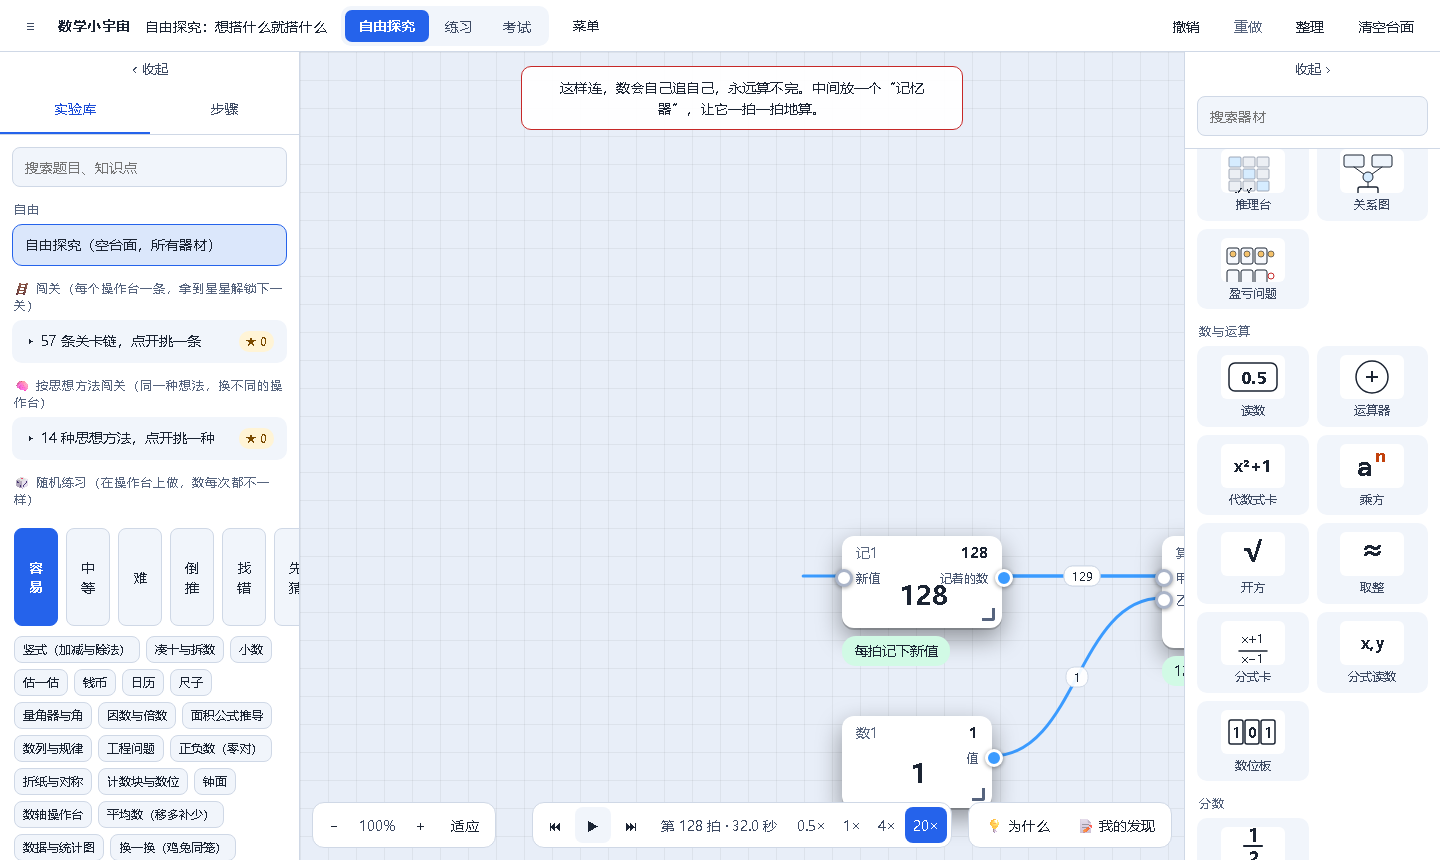 ≡ 数学小宇宙 自由探究：想搭什么就搭什么 自由探究 练习 考试 菜单 撤销 重做 整理 清空台面
‹ 收起
实验库 步骤
搜索题目、知识点
自由
自由探究（空台面，所有器材）
闯关（每个操作台一条，拿到星星解锁下一
关）
‣ 57 条关卡链，点开挑一条 ★ 0
按思想方法闯关（同一种想法，换不同的操
作台）
‣ 14 种思想方法，点开挑一种 ★ 0
随机练习（在操作台上做，数每次都不一
样）
容易 中等 难 倒推 找错 先猜
竖式（加减与除法） 凑十与拆数 小数
估一估 钱币 日历 尺子
量角器与角 因数与倍数 面积公式推导
数列与规律 工程问题 正负数（零对）
折纸与对称 计数块与数位 钟面
数轴操作台 平均数（移多补少）
数据与统计图 换一换（鸡兔同笼）
这样连，数会自己追自己，永远算不完。中间放一个“记忆
器”，让它一拍一拍地算。
记1 128
新值 记着的数
128
每拍记下新值
129
1
数1 1
值
1
甲
－ 100% ＋ 适应
⏮ ▶ ⏭ 第 128 拍 · 32.0 秒 0.5× 1× 4× 20×
为什么 我的发现
收起 ›
搜索器材
推理台 关系图
盈亏问题
数与运算
0.5 +
读数 运算器
x²+1 aⁿ
代数式卡 乘方
√ ≈
开方 取整
x+1
x−1 x,y
分式卡 分式读数
1 0 1
数位板
分数
1
2